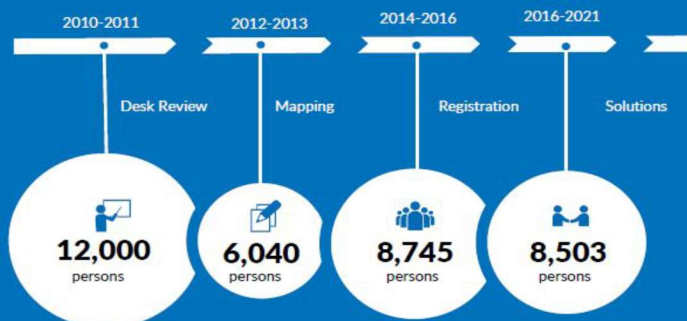 2010-2011
2012-2013
2014-2016
2016-2021
Desk Review
Mapping
Registration
Solutions
12,000
persons
6,040
persons
8,745
persons
8,503
persons